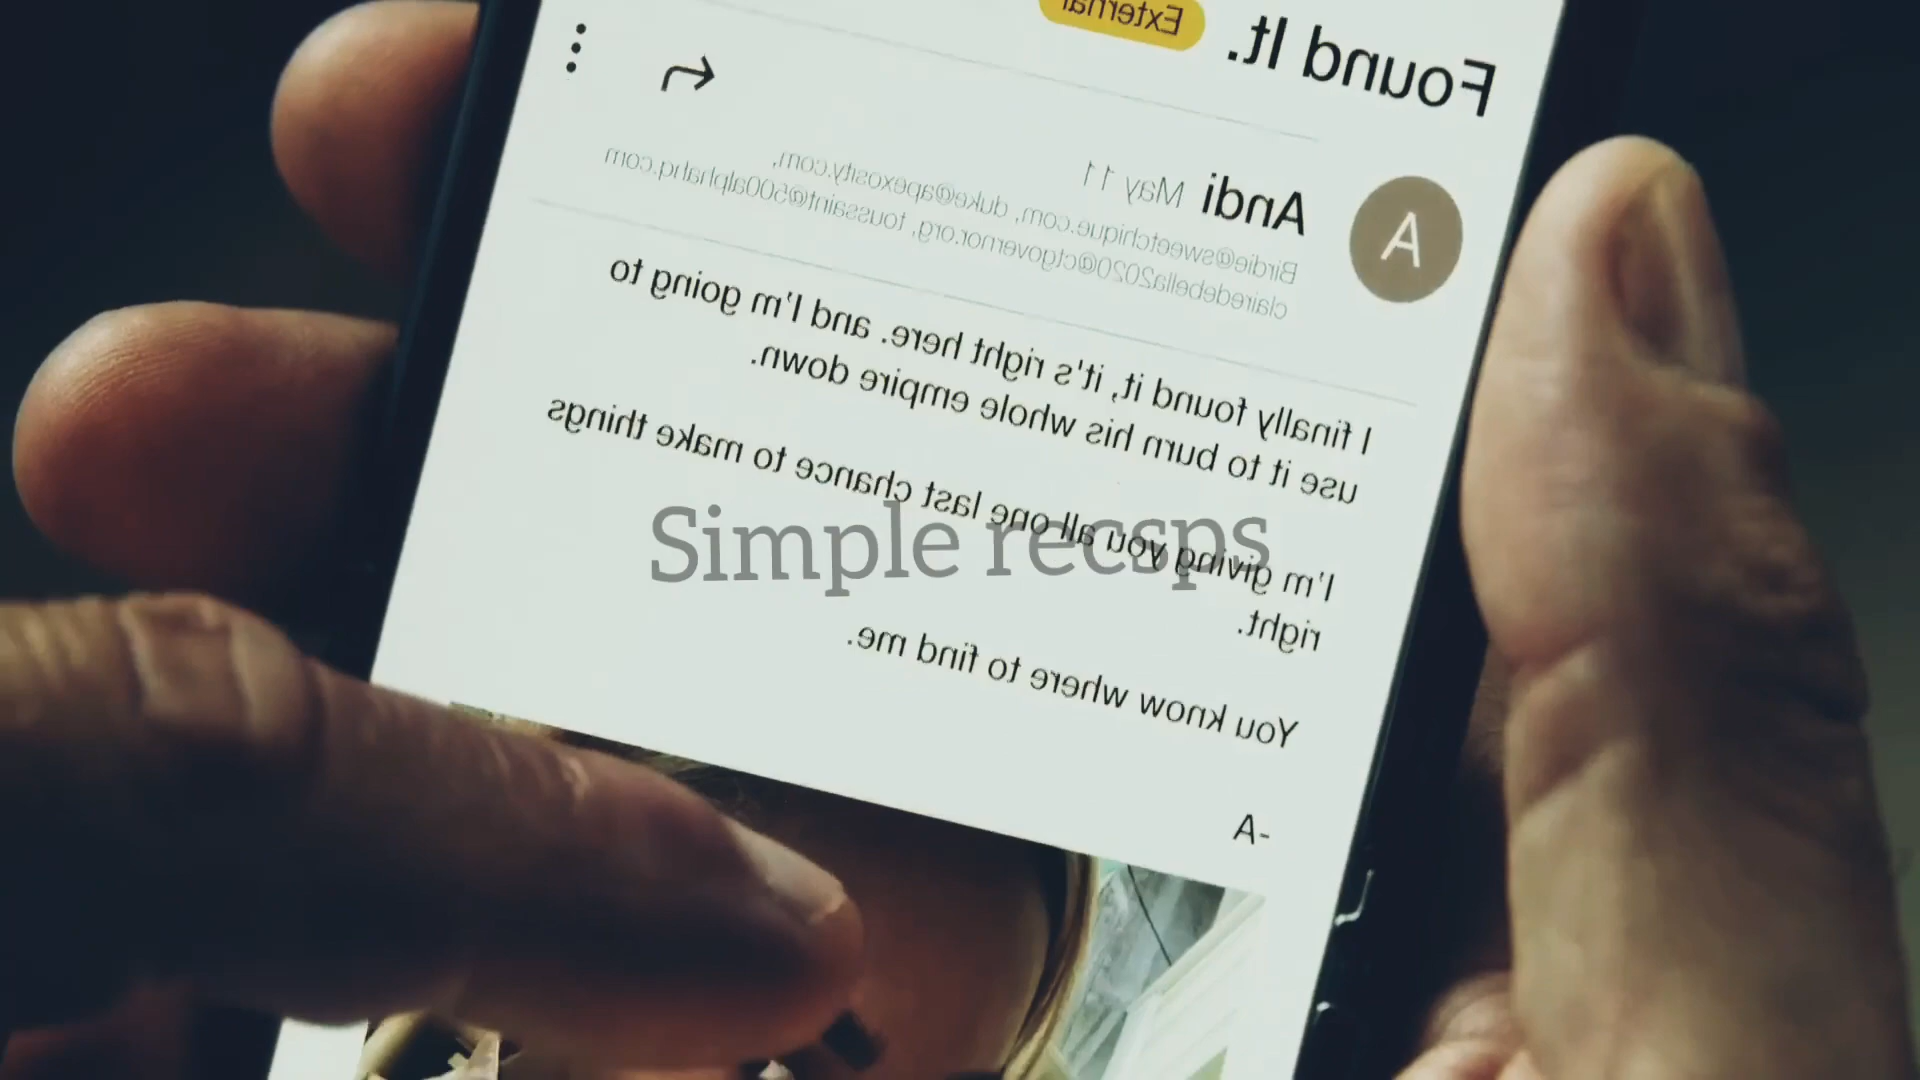 Found It. External
Andi May 11
Birdie@sweetchique.com, duke@apexosity.com,
clairedebella2020@ctgovernor.org, toussaint@500alphahq.com
I finally found it, it's right here. and I'm going to
use it to burn his whole empire down.
I'm giving you all one last chance to make things
right.
You know where to find me.
-A
A
Simple recsps